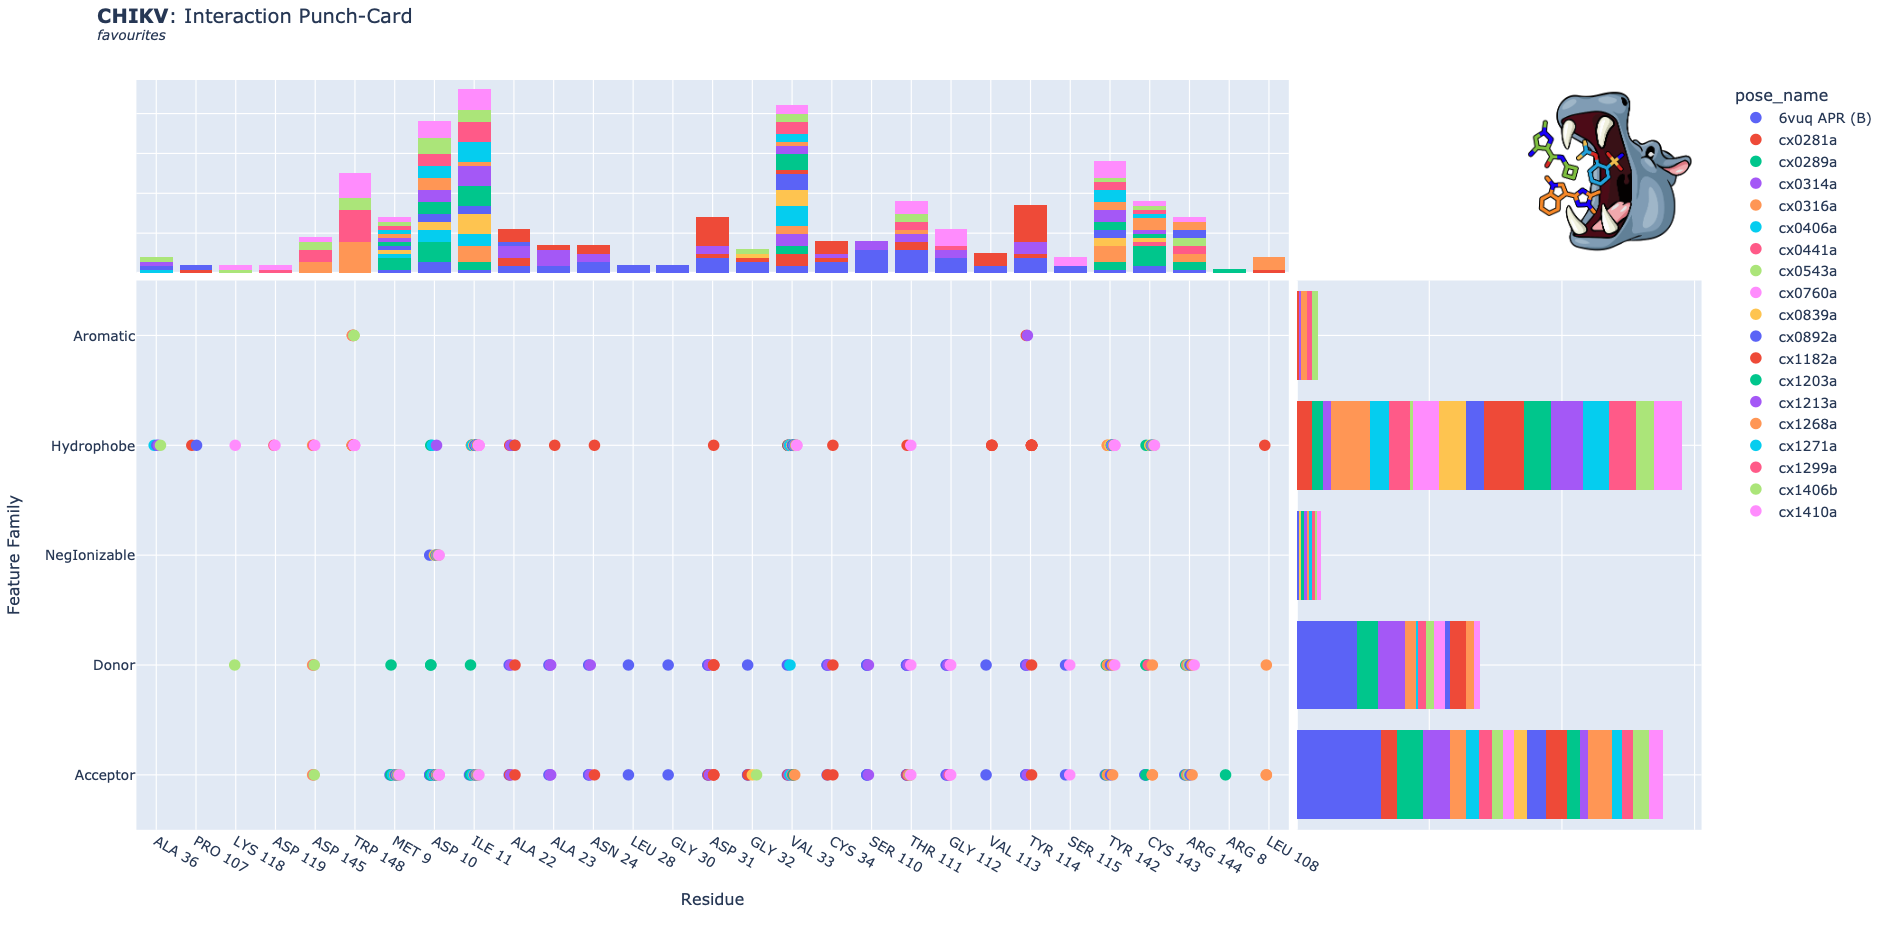 CHIKV: Interaction Punch-Card
favourites
pose_name
6vuq APR (B)
cx0281a
cx0289a
cx0314a
cx0316a
cx0406a
cx0441a
cx0543a
cx0760a
cx0839a
cx0892a
cx1182a
cx1203a
cx1213a
cx1268a
cx1271a
cx1299a
cx1406b
cx1410a
Feature Family
Aromatic
Hydrophobe
NegIonizable
Donor
Acceptor
ALA 36
PRO 107
LYS 118
ASP 119
ASP 145
TRP 148
MET 9
ASP 10
ILE 11
ALA 22
ALA 23
ASN 24
LEU 28
GLY 30
ASP 31
GLY 32
VAL 33
CYS 34
SER 110
THR 111
GLY 112
VAL 113
TYR 114
SER 115
TYR 142
CYS 143
ARG 144
ARG 8
LEU 108
Residue